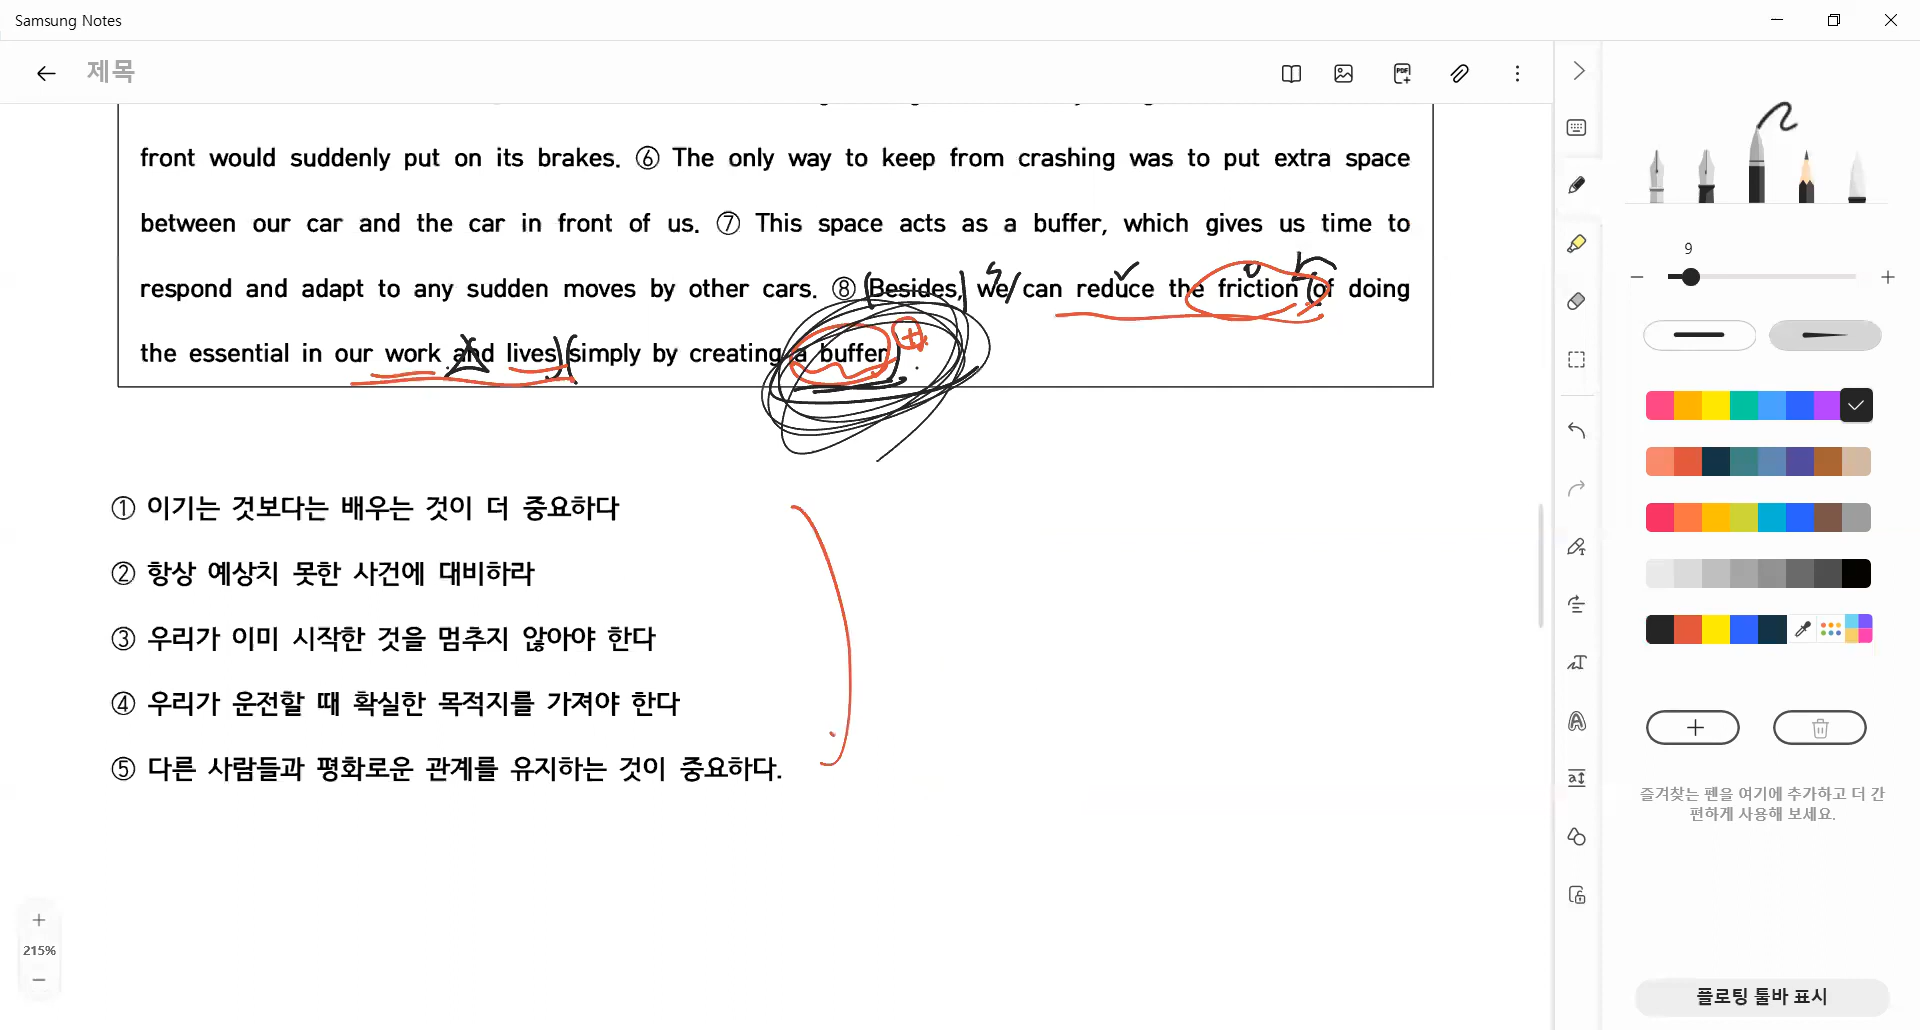 Samsung Notes
제목
front would suddenly put on its brakes. ⑥ The only way to keep from crashing was to put extra space
between our car and the car in front of us. ⑦ This space acts as a buffer, which gives us time to
respond and adapt to any sudden moves by other cars. ⑧ Besides, we can reduce the friction of doing
the essential in our work and lives simply by creating a buffer
① 이기는 것보다는 배우는 것이 더 중요하다
② 항상 예상치 못한 사건에 대비하라
③ 우리가 이미 시작한 것을 멈추지 않아야 한다
④ 우리가 운전할 때 확실한 목적지를 가져야 한다
⑤ 다른 사람들과 평화로운 관계를 유지하는 것이 중요하다.
215%
9
즐겨찾는 펜을 여기에 추가하고 더 간
편하게 사용해 보세요.
플로팅 툴바 표시